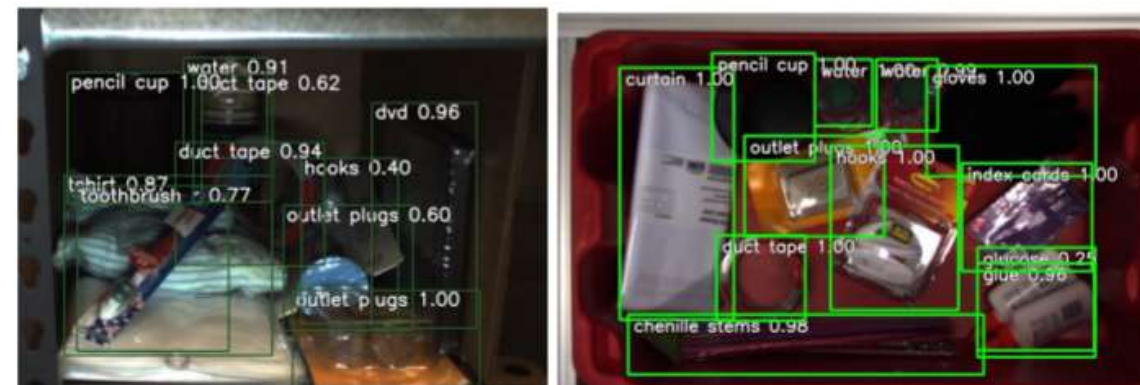 water 0.91
pencil cup 1.00
duct tape 0.62
dvd 0.96
duct tape 0.94
hooks 0.40
tshirt 0.87
toothbrush 0.77
outlet plugs 0.60
outlet plugs 1.00
pencil cup 1.00
curtain 1.00
water 1.00
water 0.99
gloves 1.00
outlet plugs 1.00
hooks 1.00
index cards 1.00
duct tape 1.00
glucose 0.25
glue 0.96
chenille stems 0.98